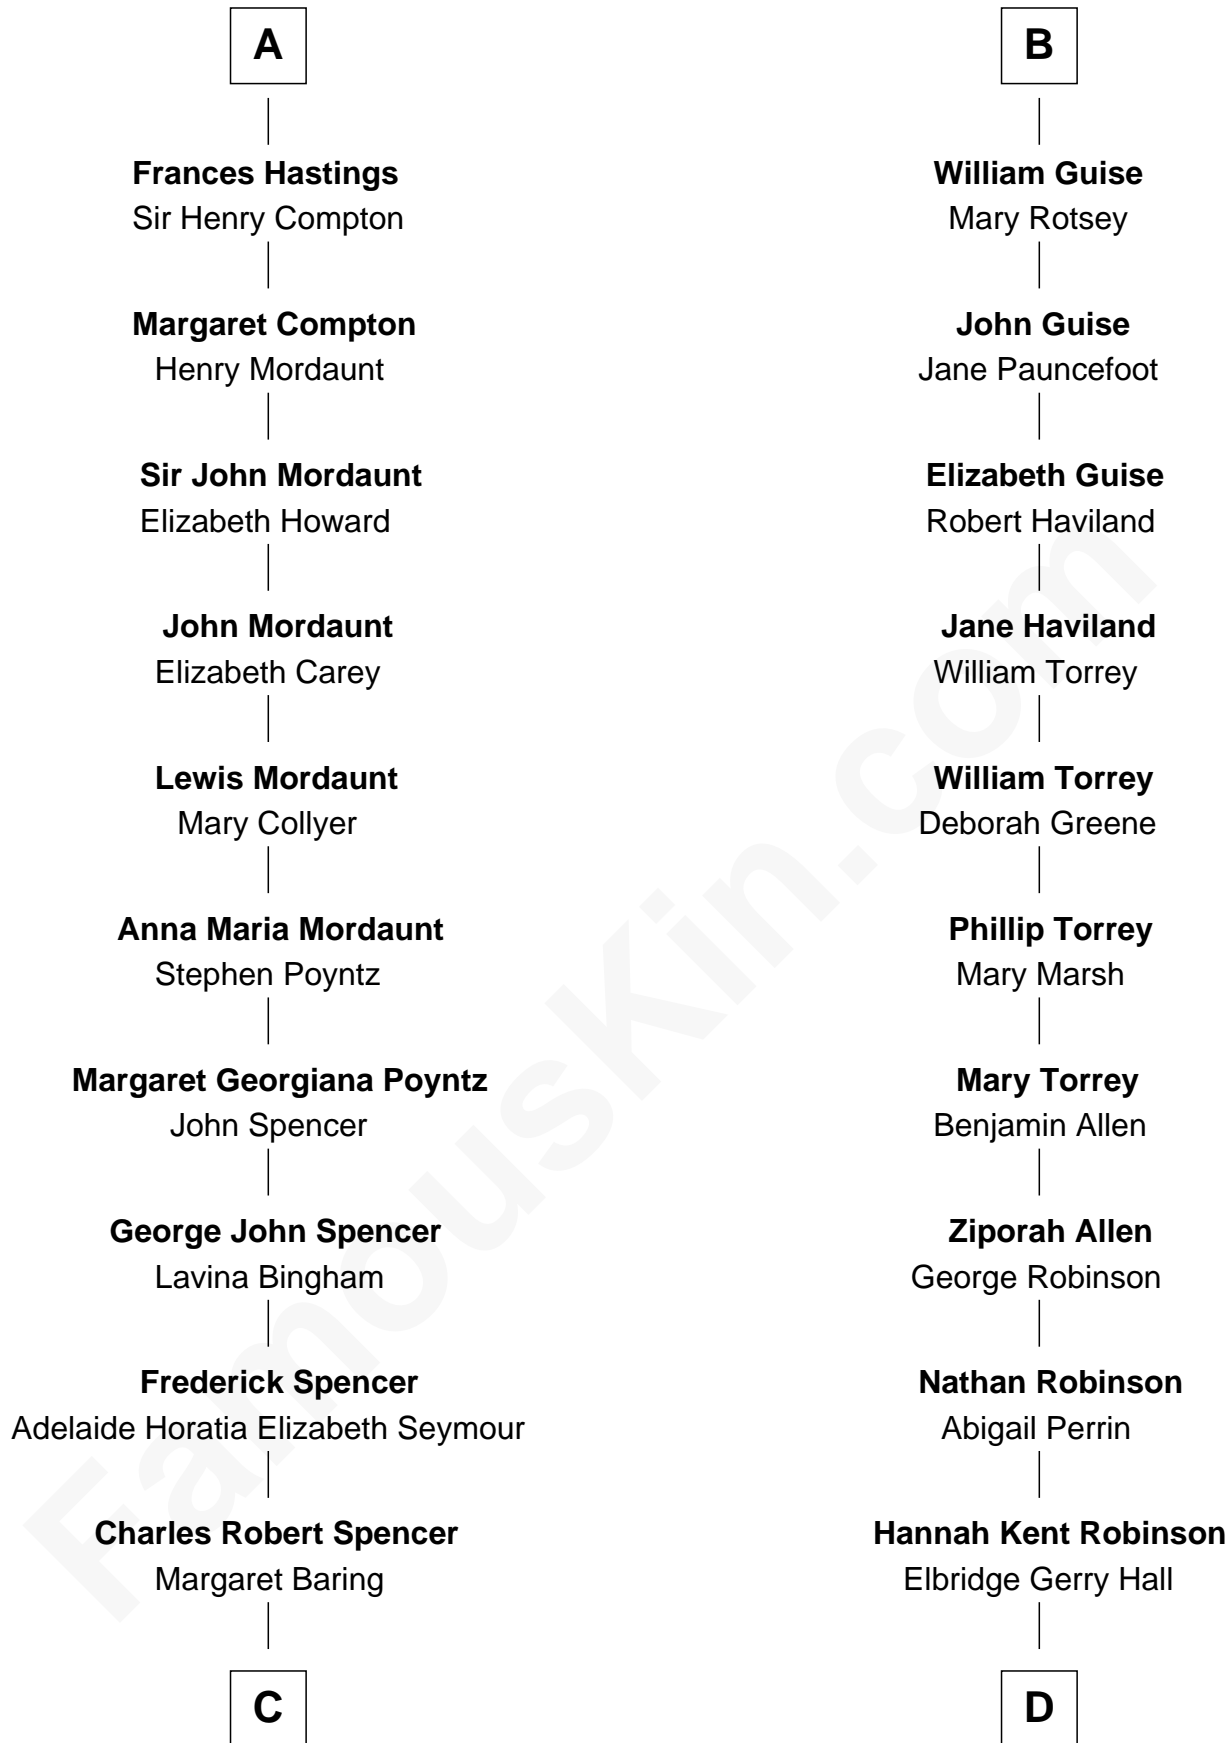 A
Frances Hastings
Sir Henry Compton
Margaret Compton
Henry Mordaunt
Sir John Mordaunt
Elizabeth Howard
John Mordaunt
Elizabeth Carey
Lewis Mordaunt
Mary Collyer
Anna Maria Mordaunt
Stephen Poyntz
Margaret Georgiana Poyntz
John Spencer
George John Spencer
Lavina Bingham
Frederick Spencer
Adelaide Horatia Elizabeth Seymour
Charles Robert Spencer
Margaret Baring
C
B
William Guise
Mary Rotsey
John Guise
Jane Pauncefoot
Elizabeth Guise
Robert Haviland
Jane Haviland
William Torrey
William Torrey
Deborah Greene
Phillip Torrey
Mary Marsh
Mary Torrey
Benjamin Allen
Ziporah Allen
George Robinson
Nathan Robinson
Abigail Perrin
Hannah Kent Robinson
Elbridge Gerry Hall
D
FamousKin.com